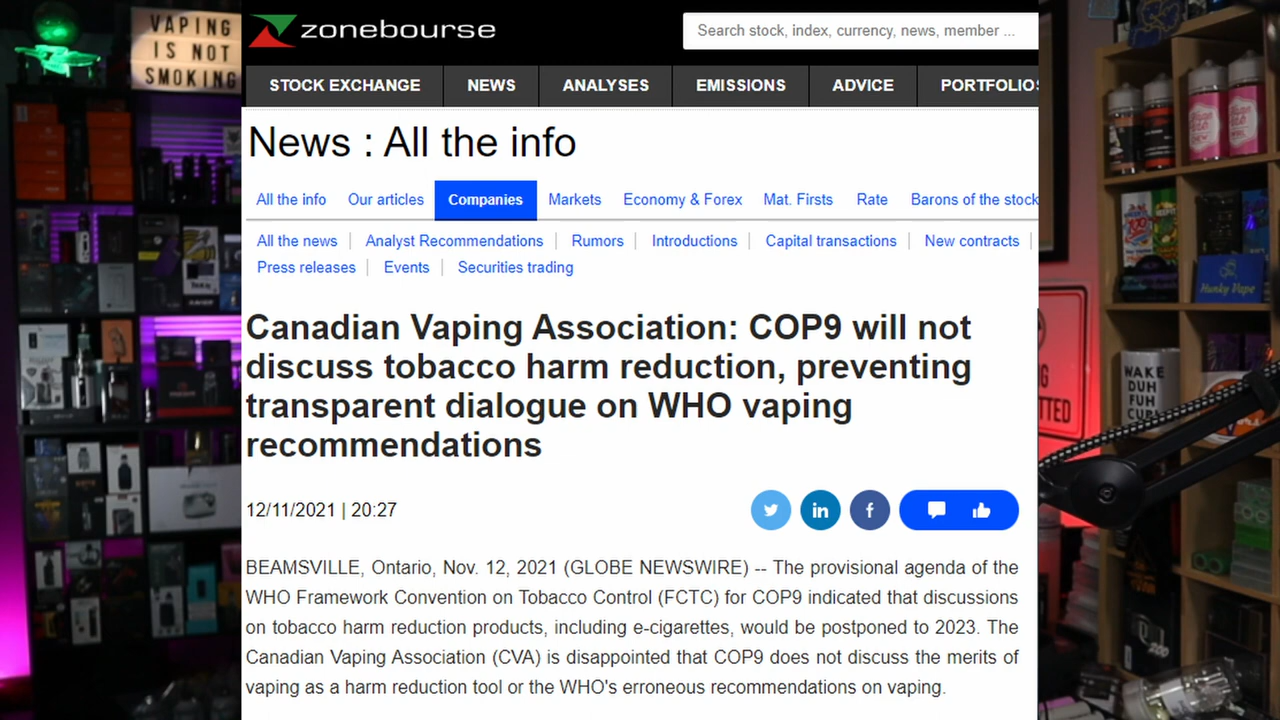 VAPING
IS NOT
SMOKING
zonebourse
Search stock, index, currency, news, member ...
STOCK EXCHANGE NEWS ANALYSES EMISSIONS ADVICE PORTFOLIOS
News : All the info
All the info Our articles Companies Markets Economy & Forex Mat. Firsts Rate Barons of the stock
All the news Analyst Recommendations Rumors Introductions Capital transactions New contracts
Press releases Events Securities trading
Canadian Vaping Association: COP9 will not
discuss tobacco harm reduction, preventing
transparent dialogue on WHO vaping
recommendations
12/11/2021 | 20:27
BEAMSVILLE, Ontario, Nov. 12, 2021 (GLOBE NEWSWIRE) -- The provisional agenda of the
WHO Framework Convention on Tobacco Control (FCTC) for COP9 indicated that discussions
on tobacco harm reduction products, including e-cigarettes, would be postponed to 2023. The
Canadian Vaping Association (CVA) is disappointed that COP9 does not discuss the merits of
vaping as a harm reduction tool or the WHO's erroneous recommendations on vaping.
Hunky Vape
WAKE
DUH
FUH
CUP